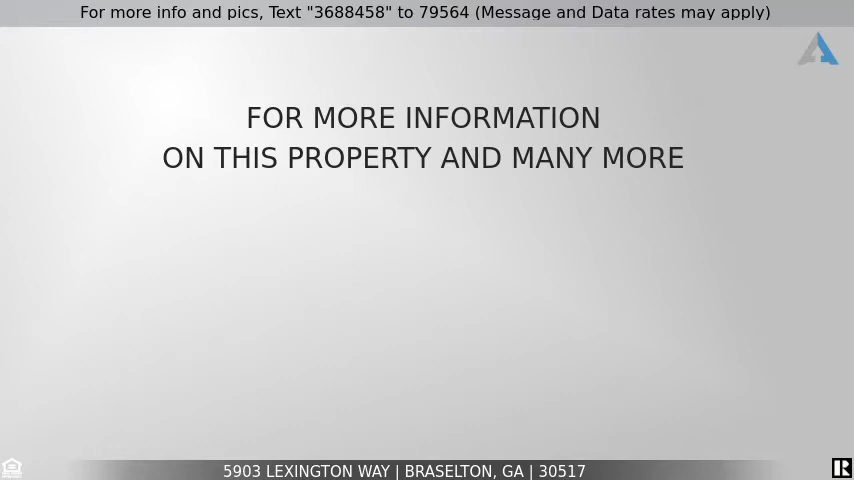 For more info and pics, Text "3688458" to 79564 (Message and Data rates may apply)
FOR MORE INFORMATION
ON THIS PROPERTY AND MANY MORE
5903 LEXINGTON WAY | BRASELTON, GA | 30517